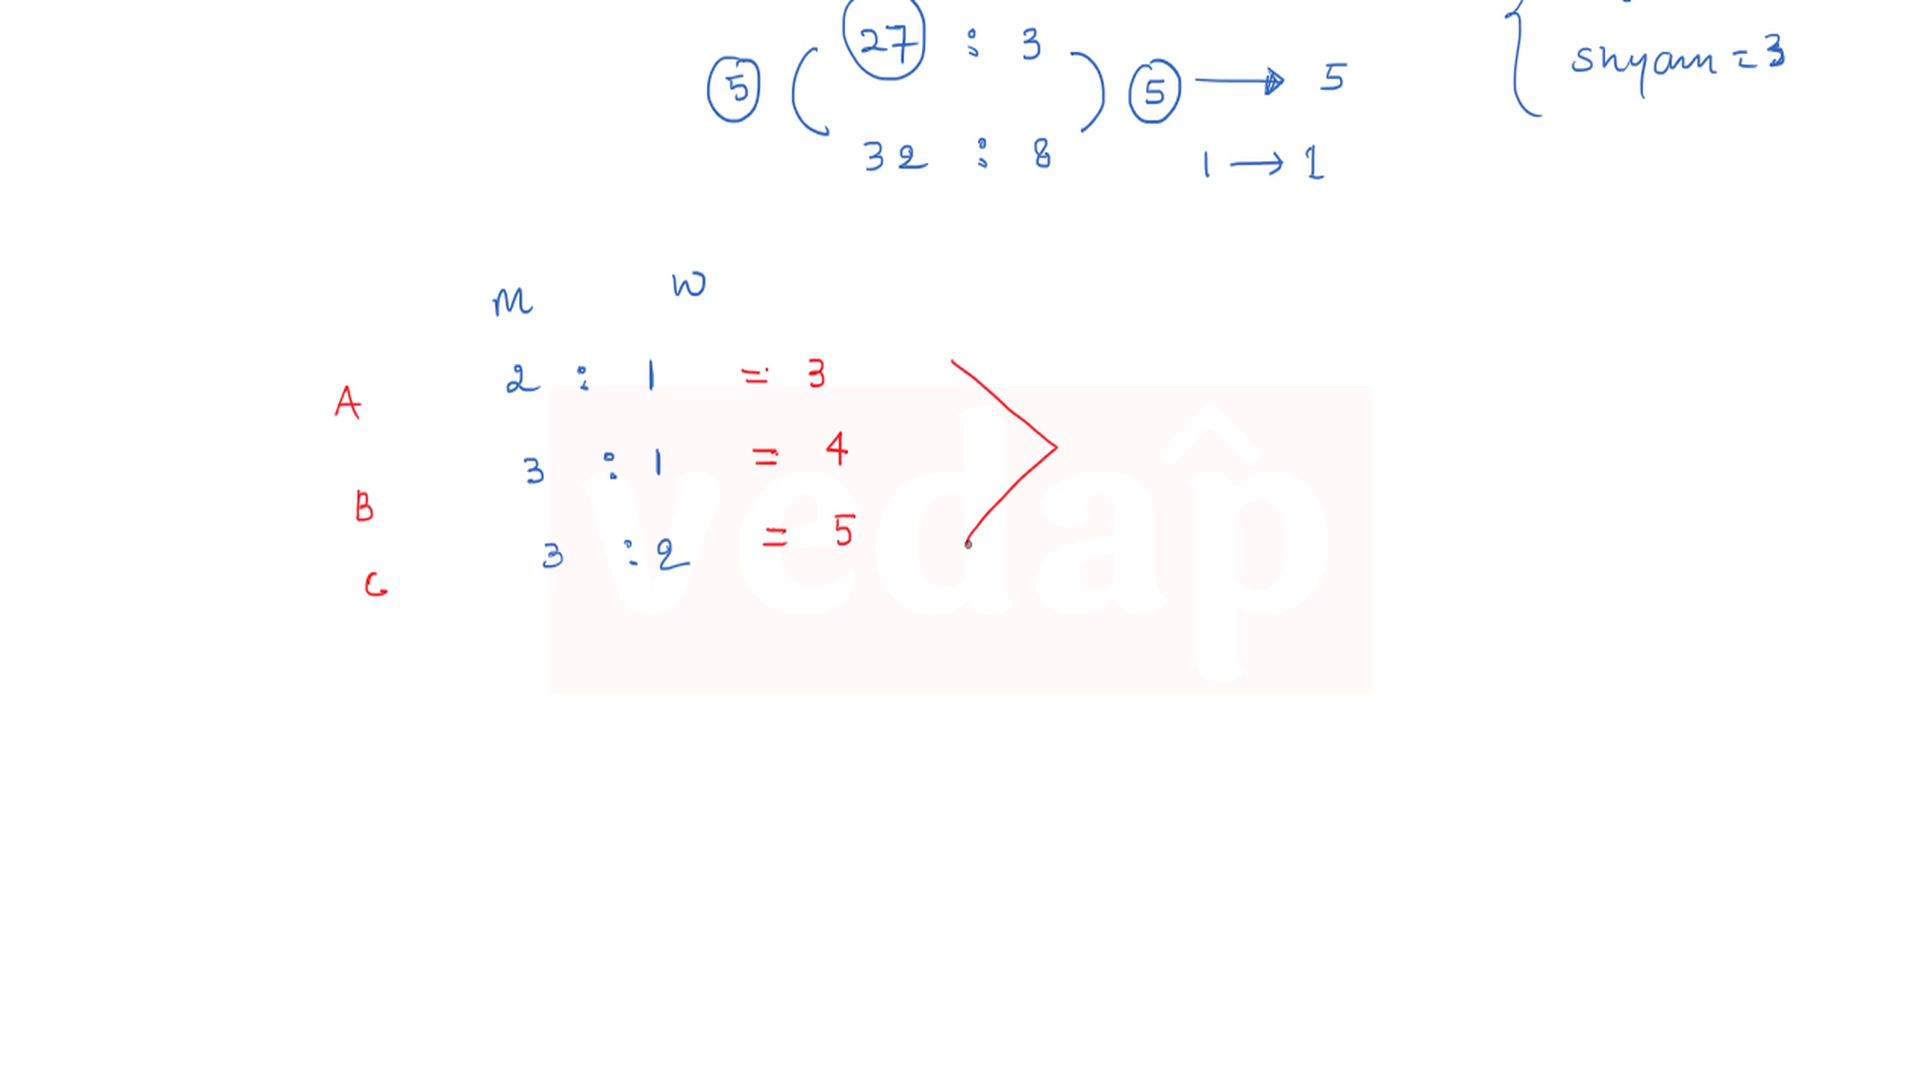 27 : 3
5 ( ) 5 → 5
shyam = 3
32 : 8
1 → 1
M W
A 2 : 1 = 3
B 3 : 1 = 4
C 3 : 2 = 5
vedap